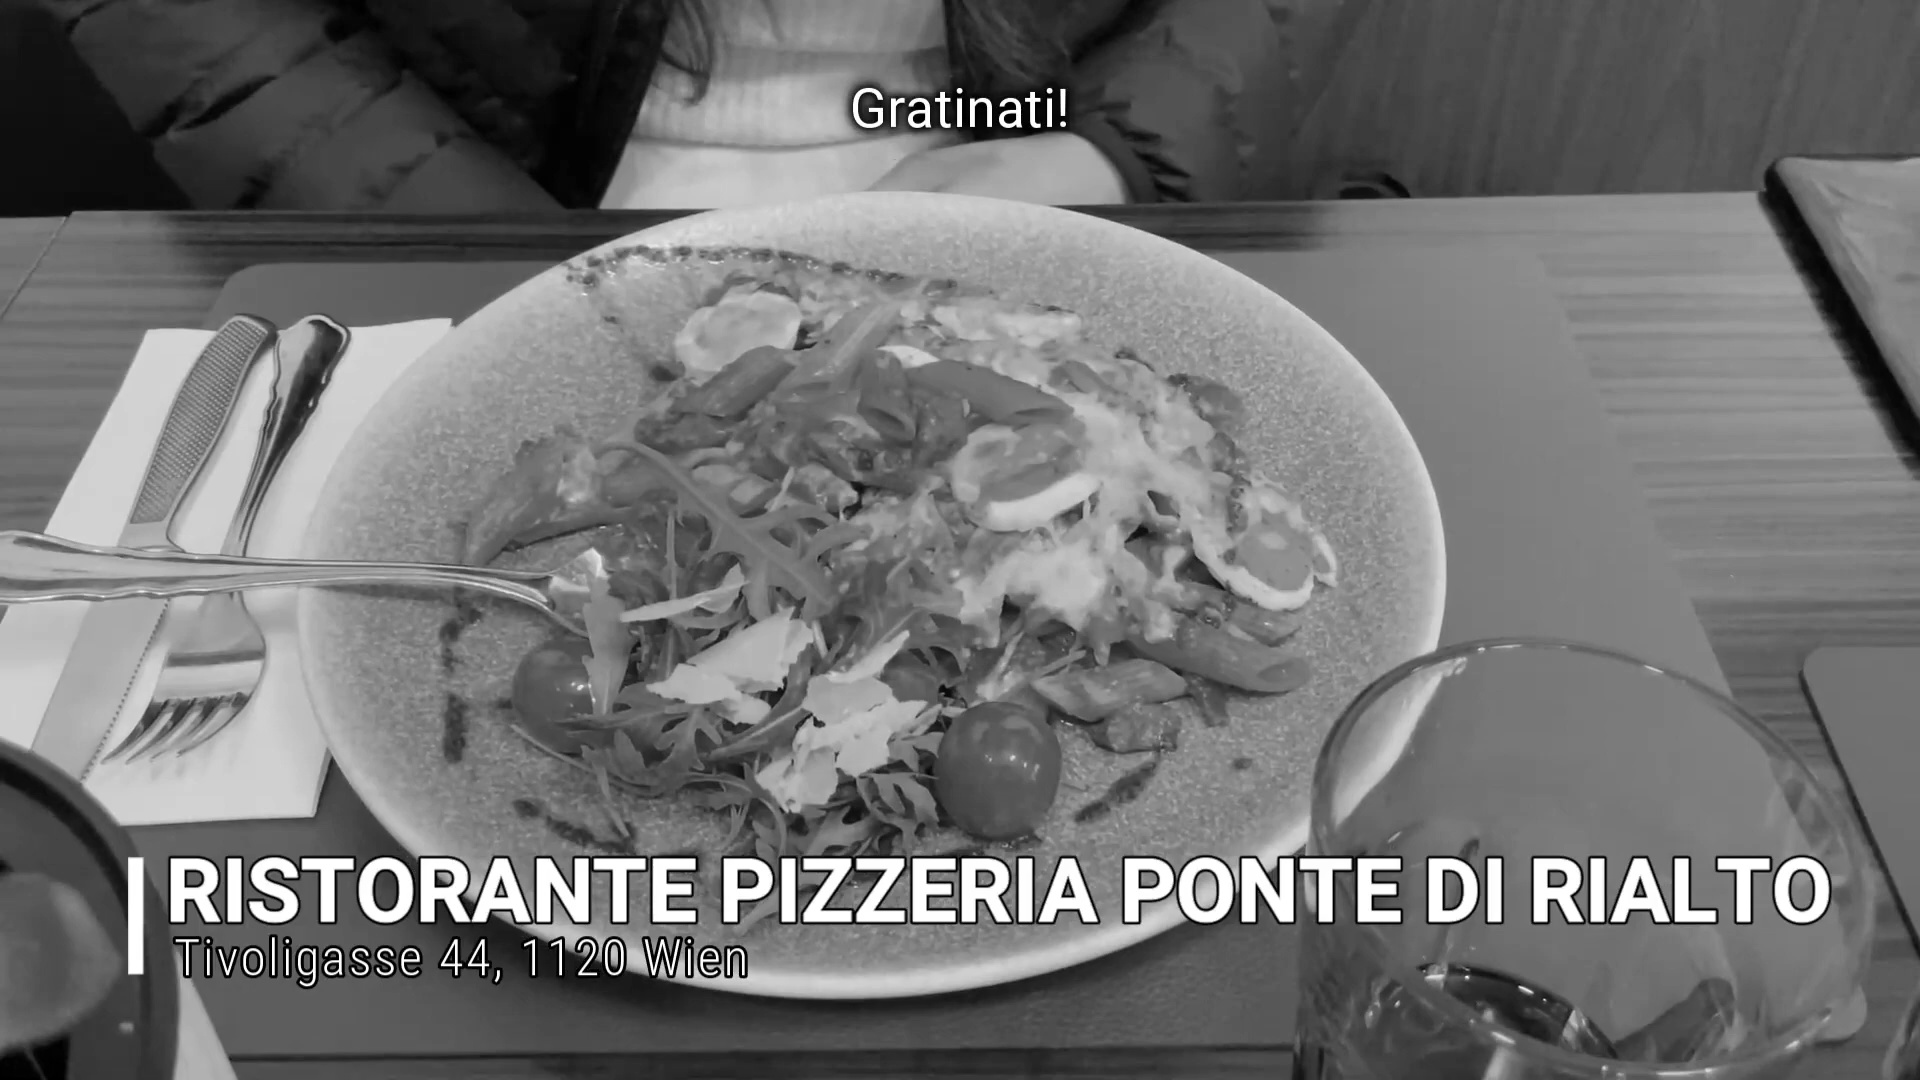 Gratinati!
RISTORANTE PIZZERIA PONTE DI RIALTO
Tivoligasse 44, 1120 Wien